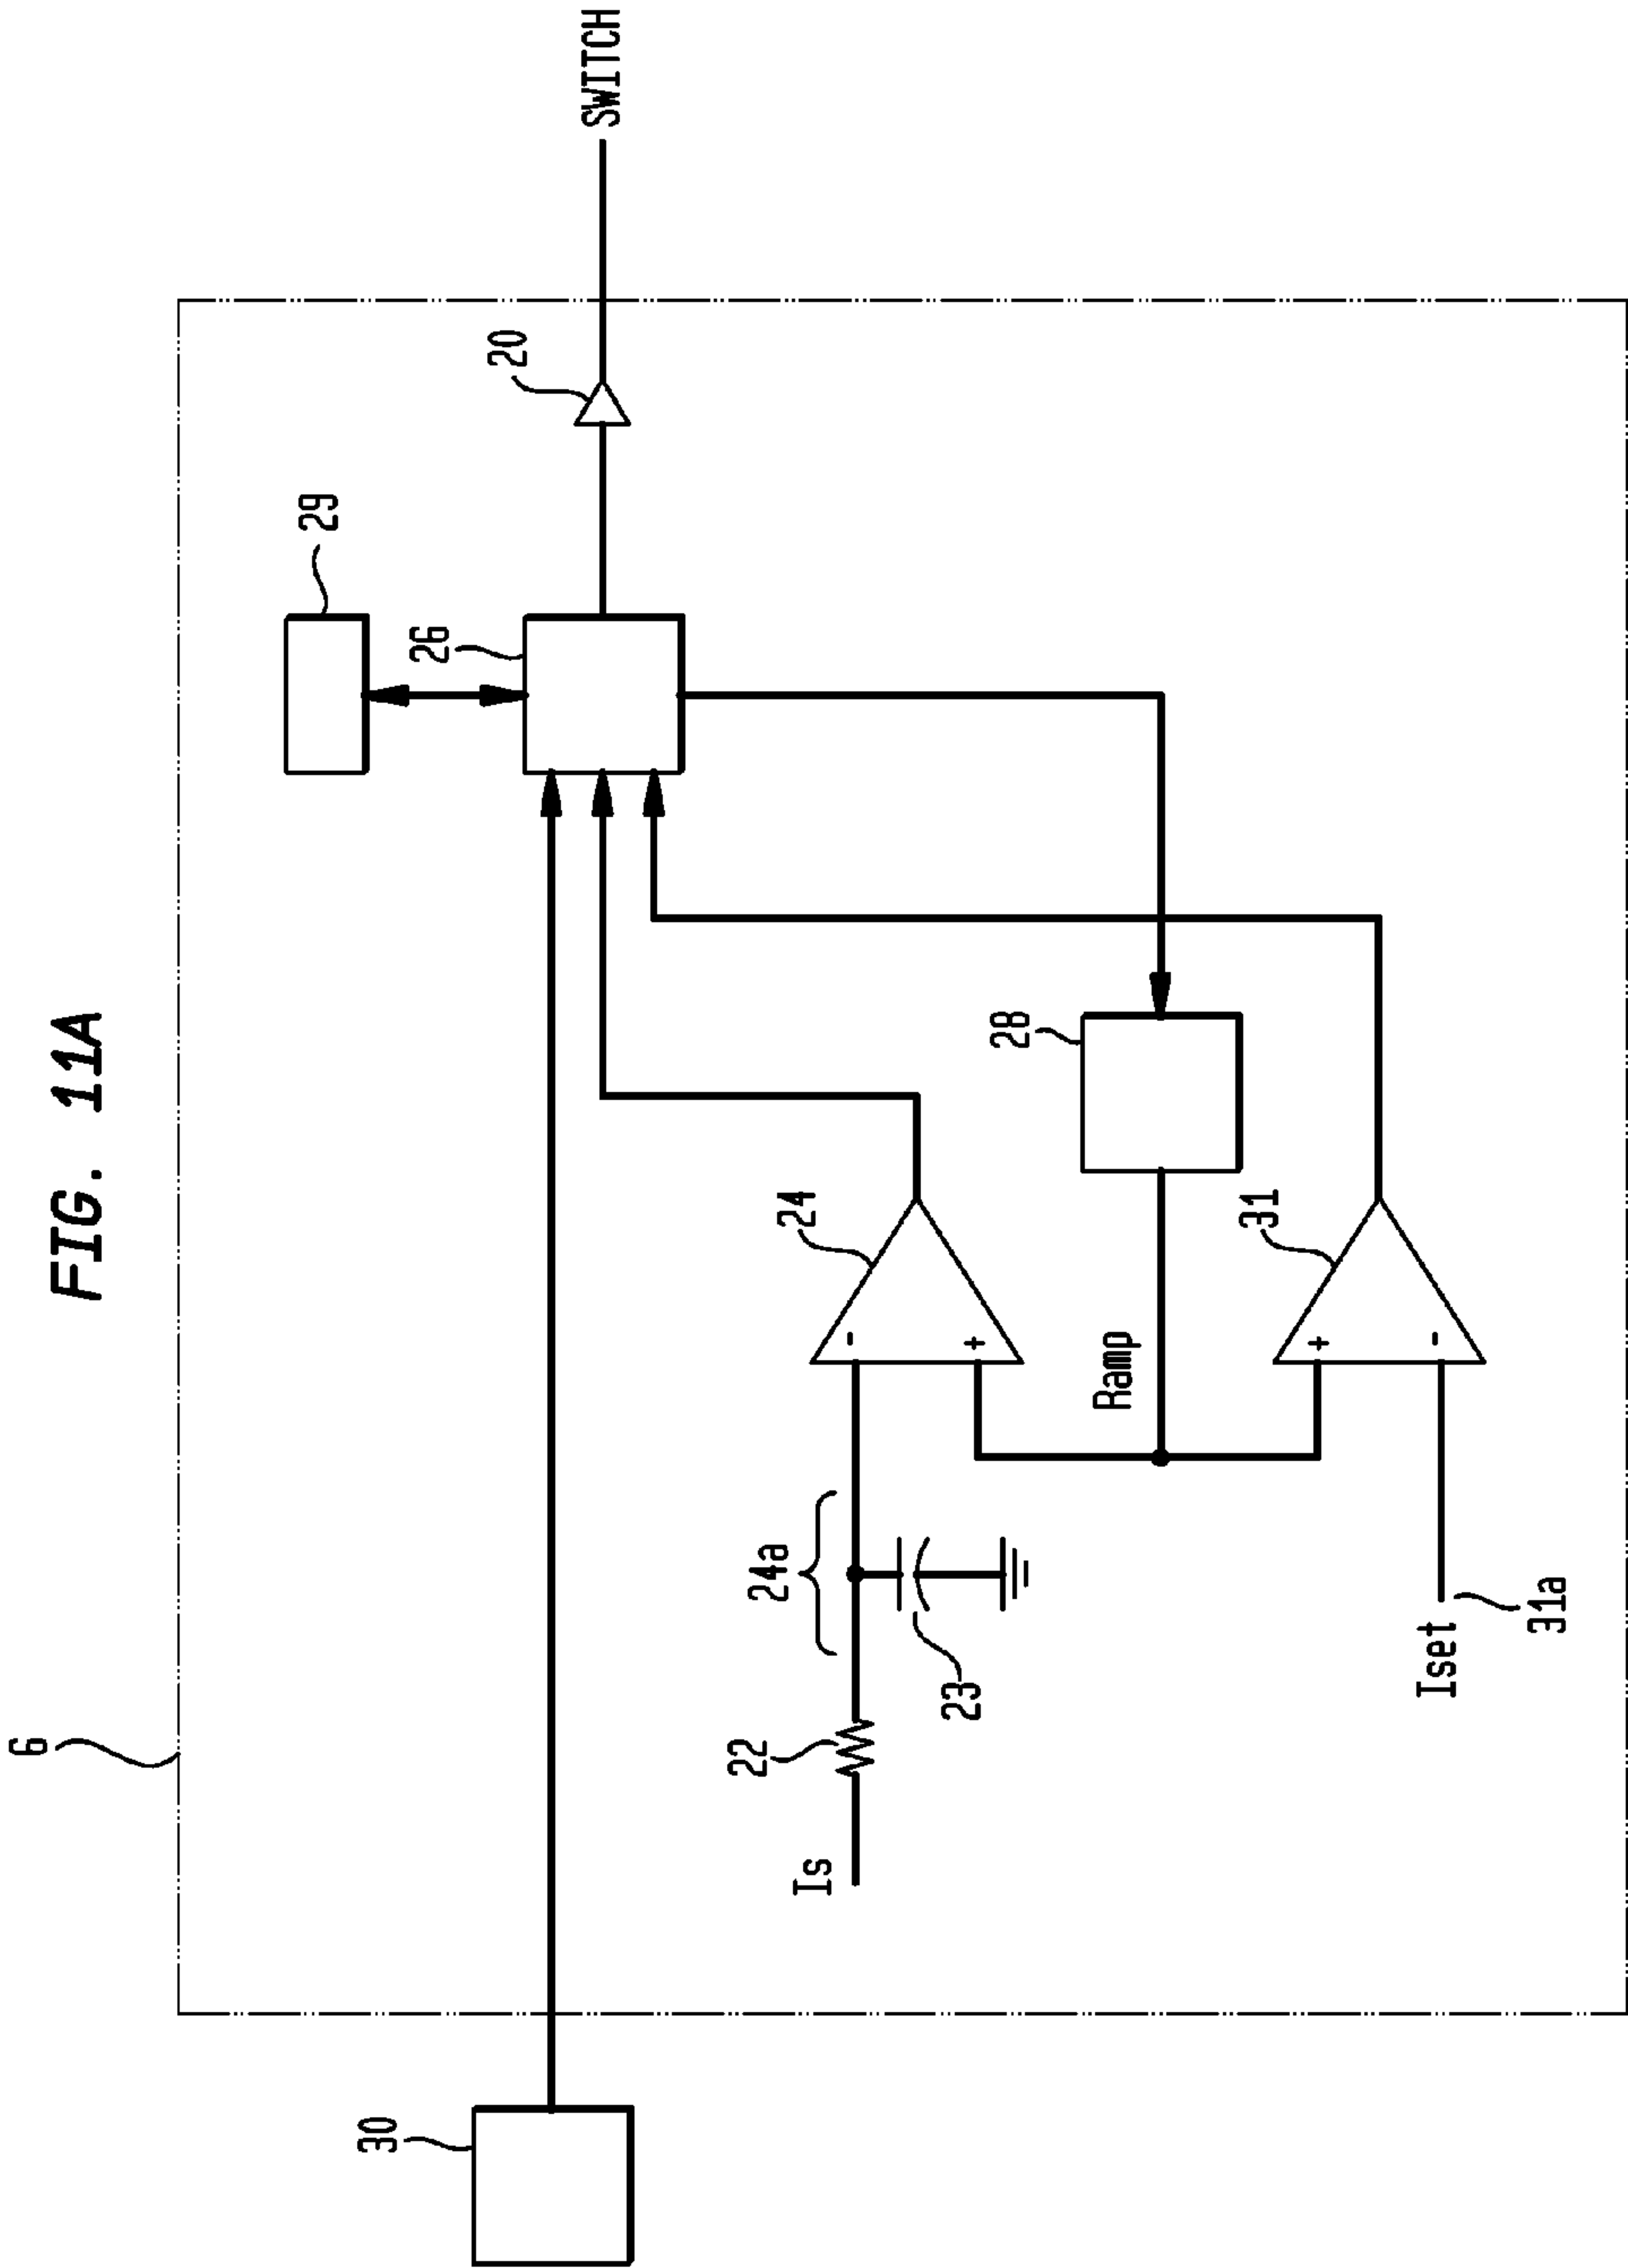 FIG. 11A
6
30
29
26
20
SWITCH
24
24a
22
23
Is
28
Ramp
31
Iset
31a
-
+
+
-